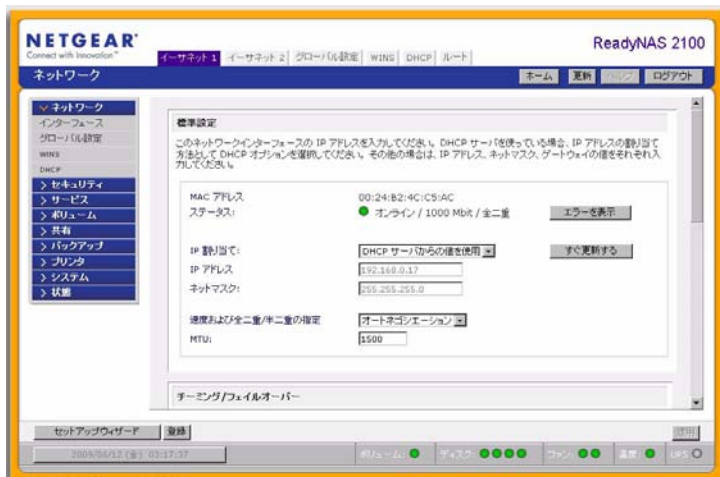 NETGEAR
Connect with Innovation™
ReadyNAS 2100
イーサネット 1
イーサネット 2
グローバル設定
WINS
DHCP
ルート
ネットワーク
ホーム
更新
ヘルプ
ログアウト
ネットワーク
インターフェース
グローバル設定
WINS
DHCP
> セキュリティ
> サービス
> ボリューム
> 共有
> バックアップ
> プリンタ
> システム
> 状態
標準設定
このネットワークインターフェースの IP アドレスを入力してください。DHCP サーバを使っている場合、IP アドレスの割り当て
方法として DHCP オプションを選択してください。その他の場合は、IP アドレス、ネットマスク、ゲートウェイの値をそれぞれ入
力してください。
MAC アドレス 00:24:B2:4C:C5:AC
ステータス: オンライン / 1000 Mbit / 全二重 エラーを表示
IP 割り当て: DHCP サーバからの値を使用 すぐ更新する
IP アドレス 192.168.0.17
ネットマスク: 255.255.255.0
速度および全二重/半二重の指定 オートネゴシエーション
MTU: 1500
チーミング/フェイルオーバー
セットアップウィザード 登録 適用
2009/06/12 (金) 03:17:37 ボリューム: ディスク: ファン: 温度: UPS